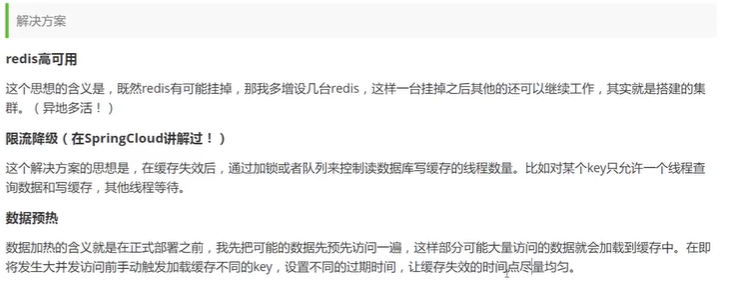 解决方案
redis高可用
这个思想的含义是，既然redis有可能挂掉，那我多增设几台redis，这样一台挂掉之后其他的还可以继续工作，其实就是搭建的集
群。（异地多活！）
限流降级（在SpringCloud讲解过！）
这个解决方案的思想是，在缓存失效后，通过加锁或者队列来控制读数据库写缓存的线程数量。比如对某个key只允许一个线程查
询数据和写缓存，其他线程等待。
数据预热
数据加热的含义就是在正式部署之前，我先把可能的数据先预先访问一遍，这样部分可能大量访问的数据就会加载到缓存中。在即
将发生大并发访问前手动触发加载缓存不同的key，设置不同的过期时间，让缓存失效的时间点尽量均匀。